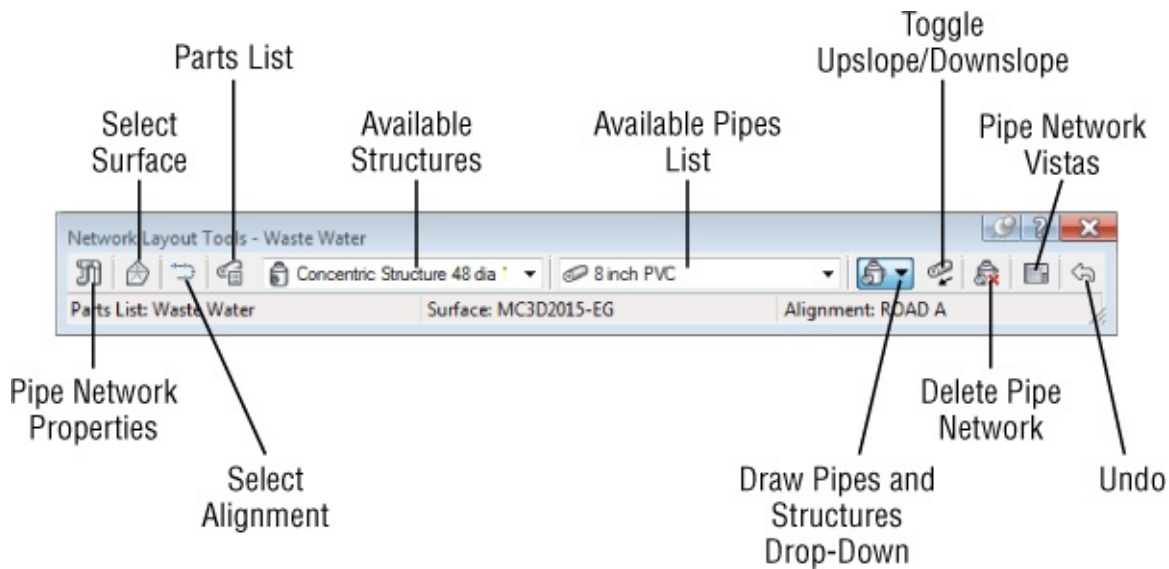 Toggle
Upslope/Downslope
Parts List
Select
Surface
Available
Structures
Available Pipes
List
Pipe Network
Vistas
Network Layout Tools - Waste Water
Concentric Structure 48 dia
8 inch PVC
Parts List: Waste Water
Surface: MC3D2015-EG
Alignment: ROAD A
Pipe Network
Properties
Select
Alignment
Draw Pipes and
Structures
Drop-Down
Delete Pipe
Network
Undo